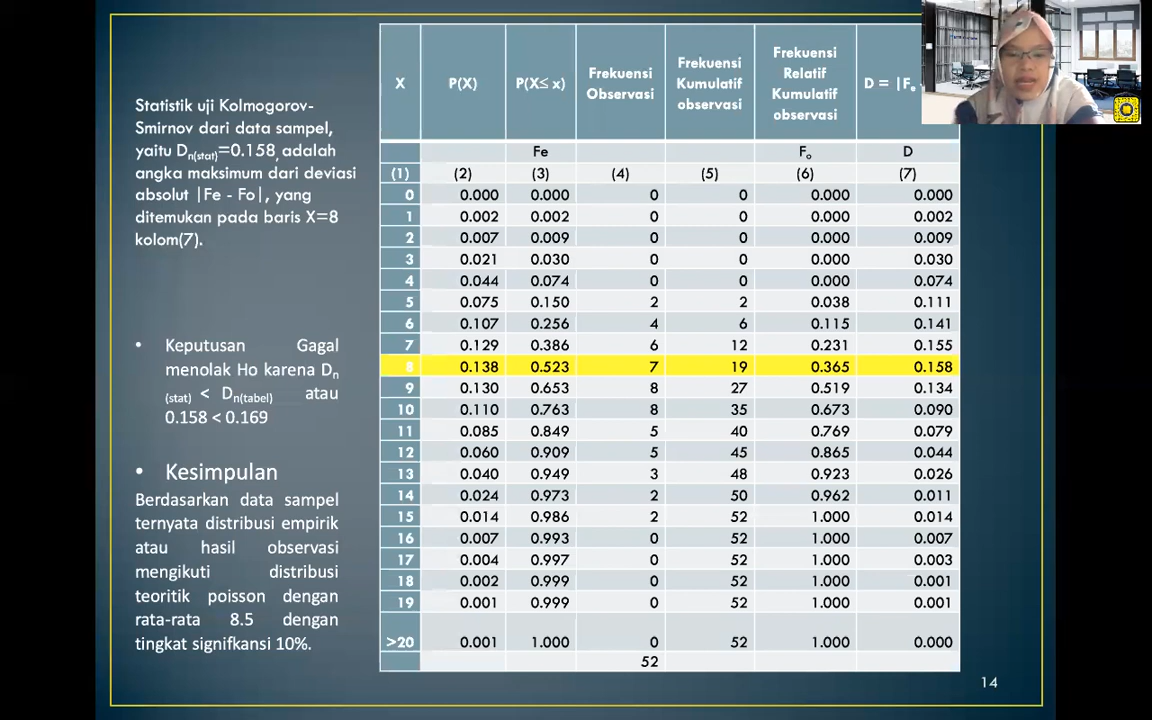 Statistik uji Kolmogorov-
Smirnov dari data sampel,
yaitu Dn(stat)=0.158, adalah
angka maksimum dari deviasi
absolut |Fe - Fo|, yang
ditemukan pada baris X=8
kolom(7).
• Keputusan Gagal
menolak Ho karena Dn
(stat) < Dn(tabel) atau
0.158 < 0.169
• Kesimpulan
Berdasarkan data sampel
ternyata distribusi empirik
atau hasil observasi
mengikuti distribusi
teoritik poisson dengan
rata-rata 8.5 dengan
tingkat signifkansi 10%.
X P(X) P(X≤ x) Frekuensi Observasi Frekuensi Kumulatif observasi Frekuensi Relatif Kumulatif observasi D = |Fe
Fe Fo D
(1) (2) (3) (4) (5) (6) (7)
0 0.000 0.000 0 0 0.000 0.000
1 0.002 0.002 0 0 0.000 0.002
2 0.007 0.009 0 0 0.000 0.009
3 0.021 0.030 0 0 0.000 0.030
4 0.044 0.074 0 0 0.000 0.074
5 0.075 0.150 2 2 0.038 0.111
6 0.107 0.256 4 6 0.115 0.141
7 0.129 0.386 6 12 0.231 0.155
8 0.138 0.523 7 19 0.365 0.158
9 0.130 0.653 8 27 0.519 0.134
10 0.110 0.763 8 35 0.673 0.090
11 0.085 0.849 5 40 0.769 0.079
12 0.060 0.909 5 45 0.865 0.044
13 0.040 0.949 3 48 0.923 0.026
14 0.024 0.973 2 50 0.962 0.011
15 0.014 0.986 2 52 1.000 0.014
16 0.007 0.993 0 52 1.000 0.007
17 0.004 0.997 0 52 1.000 0.003
18 0.002 0.999 0 52 1.000 0.001
19 0.001 0.999 0 52 1.000 0.001
>20 0.001 1.000 0 52 1.000 0.000
52
14